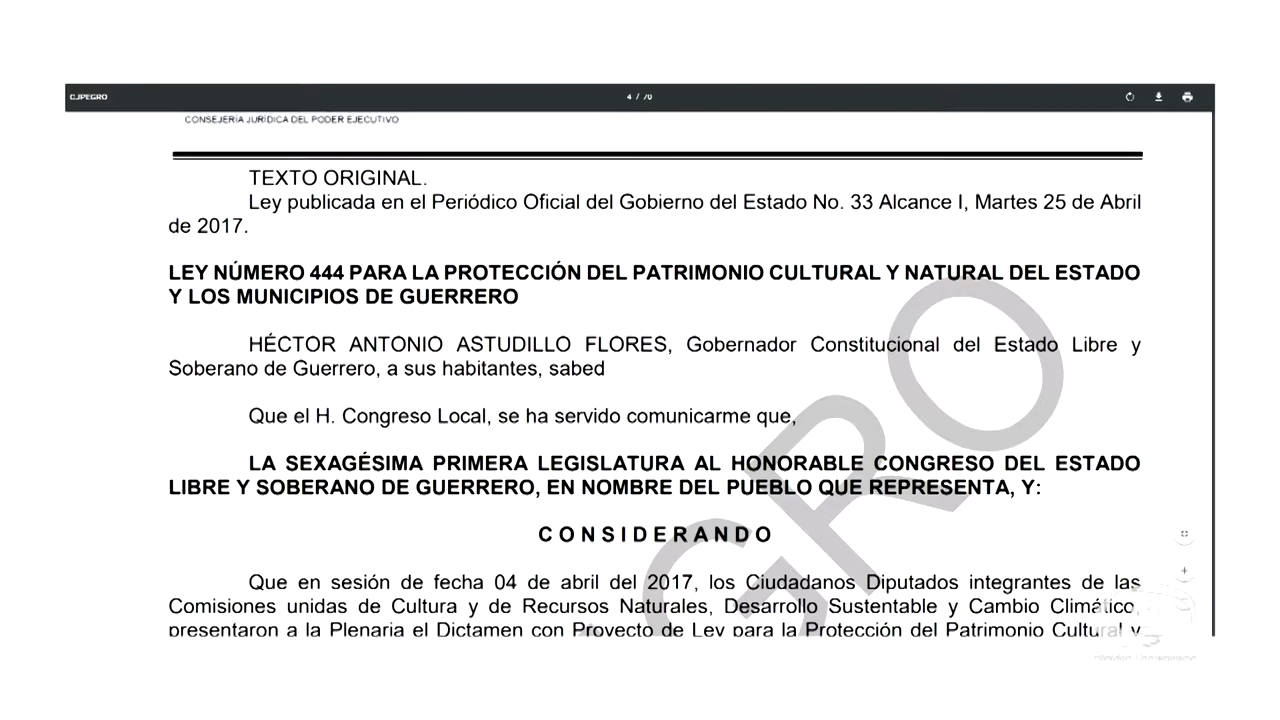 CJPEGRO
4 / 70
CONSEJERÍA JURÍDICA DEL PODER EJECUTIVO
TEXTO ORIGINAL.
Ley publicada en el Periódico Oficial del Gobierno del Estado No. 33 Alcance I, Martes 25 de Abril
de 2017.
LEY NÚMERO 444 PARA LA PROTECCIÓN DEL PATRIMONIO CULTURAL Y NATURAL DEL ESTADO
Y LOS MUNICIPIOS DE GUERRERO
HÉCTOR ANTONIO ASTUDILLO FLORES, Gobernador Constitucional del Estado Libre y
Soberano de Guerrero, a sus habitantes, sabed
Que el H. Congreso Local, se ha servido comunicarme que,
LA SEXAGÉSIMA PRIMERA LEGISLATURA AL HONORABLE CONGRESO DEL ESTADO
LIBRE Y SOBERANO DE GUERRERO, EN NOMBRE DEL PUEBLO QUE REPRESENTA, Y:
C O N S I D E R A N D O
Que en sesión de fecha 04 de abril del 2017, los Ciudadanos Diputados integrantes de las
Comisiones unidas de Cultura y de Recursos Naturales, Desarrollo Sustentable y Cambio Climático,
presentaron a la Plenaria el Dictamen con Proyecto de Ley para la Protección del Patrimonio Cultural y
GRO